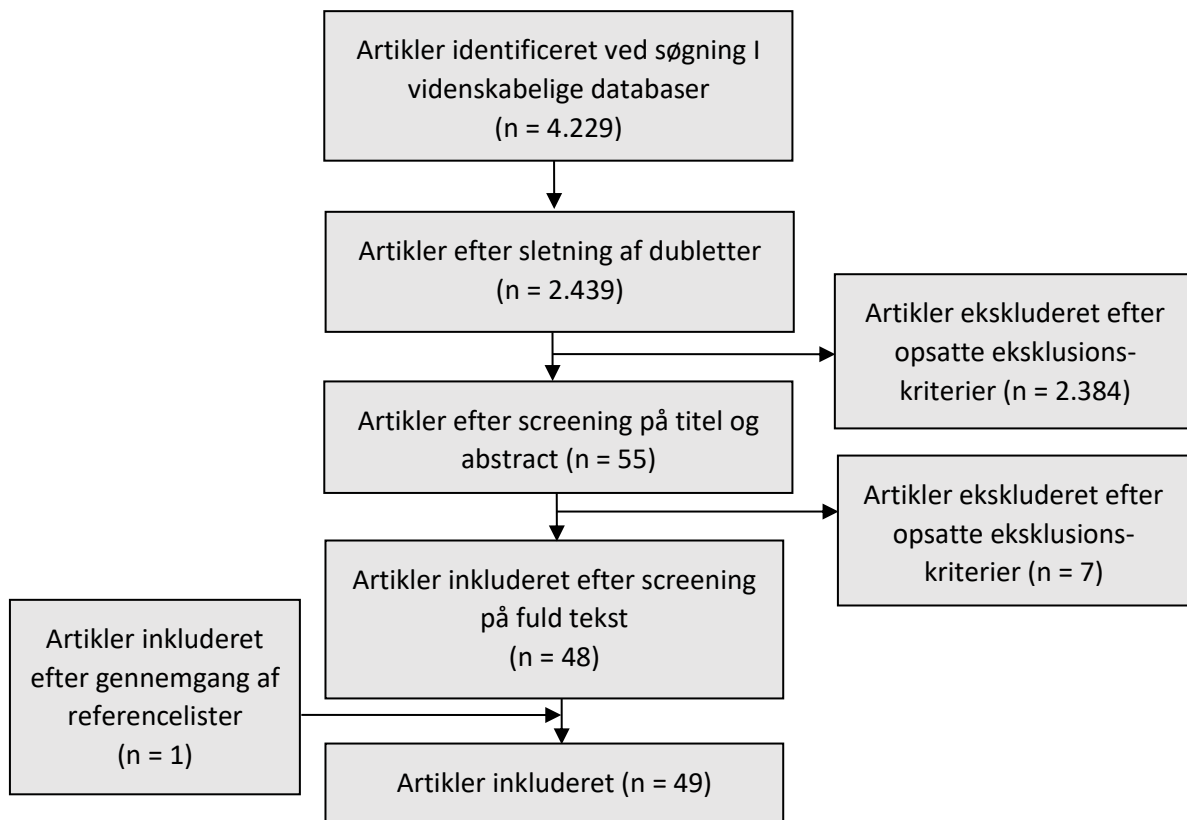 Artikler identificeret ved søgning I
videnskabelige databaser
(n = 4.229)
Artikler efter sletning af dubletter
(n = 2.439)
Artikler ekskluderet efter
opsatte eksklusions-
kriterier (n = 2.384)
Artikler efter screening på titel og
abstract (n = 55)
Artikler ekskluderet efter
opsatte eksklusions-
kriterier (n = 7)
Artikler inkluderet efter screening
på fuld tekst
(n = 48)
Artikler inkluderet
efter gennemgang af
referencelister
(n = 1)
Artikler inkluderet (n = 49)